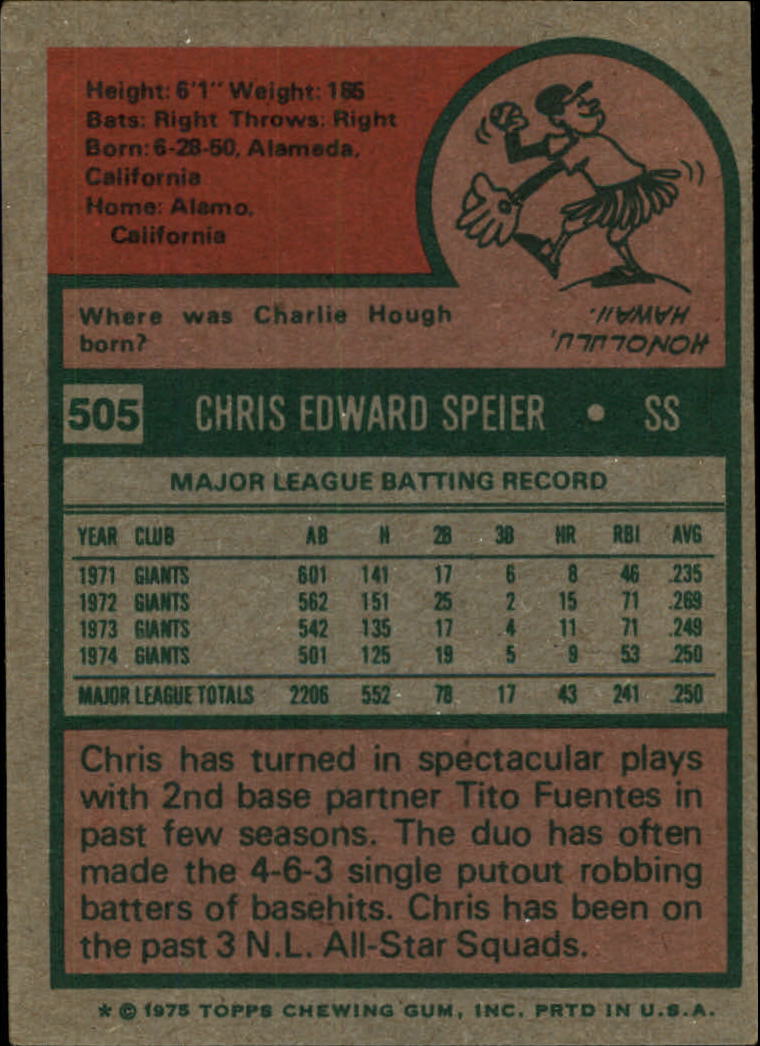 Height: 6'1" Weight: 165
Bats: Right Throws: Right
Born: 6-28-50, Alameda,
California
Home: Alamo,
California
Where was Charlie Hough
born?
HONOLULU,
HAWAII.
505 CHRIS EDWARD SPEIER • SS
MAJOR LEAGUE BATTING RECORD
YEAR CLUB AB H 2B 3B HR RBI AVG
1971 GIANTS 601 141 17 6 8 46 .235
1972 GIANTS 562 151 25 2 15 71 .269
1973 GIANTS 542 135 17 4 11 71 .249
1974 GIANTS 501 125 19 5 9 53 .250
MAJOR LEAGUE TOTALS 2206 552 78 17 43 241 .250
Chris has turned in spectacular plays
with 2nd base partner Tito Fuentes in
past few seasons. The duo has often
made the 4-6-3 single putout robbing
batters of basehits. Chris has been on
the past 3 N.L. All-Star Squads.
* © 1975 TOPPS CHEWING GUM, INC. PRTD IN U.S.A.